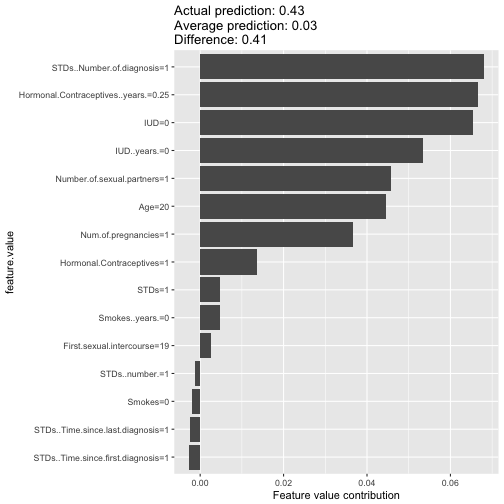 Actual prediction: 0.43
Average prediction: 0.03
Difference: 0.41
STDs..Number.of.diagnosis=1
Hormonal.Contraceptives..years.=0.25
IUD=0
IUD..years.=0
Number.of.sexual.partners=1
Age=20
Num.of.pregnancies=1
Hormonal.Contraceptives=1
STDs=1
Smokes..years.=0
First.sexual.intercourse=19
STDs..number.=1
Smokes=0
STDs..Time.since.last.diagnosis=1
STDs..Time.since.first.diagnosis=1
feature.value
0.00 0.02 0.04 0.06
Feature value contribution